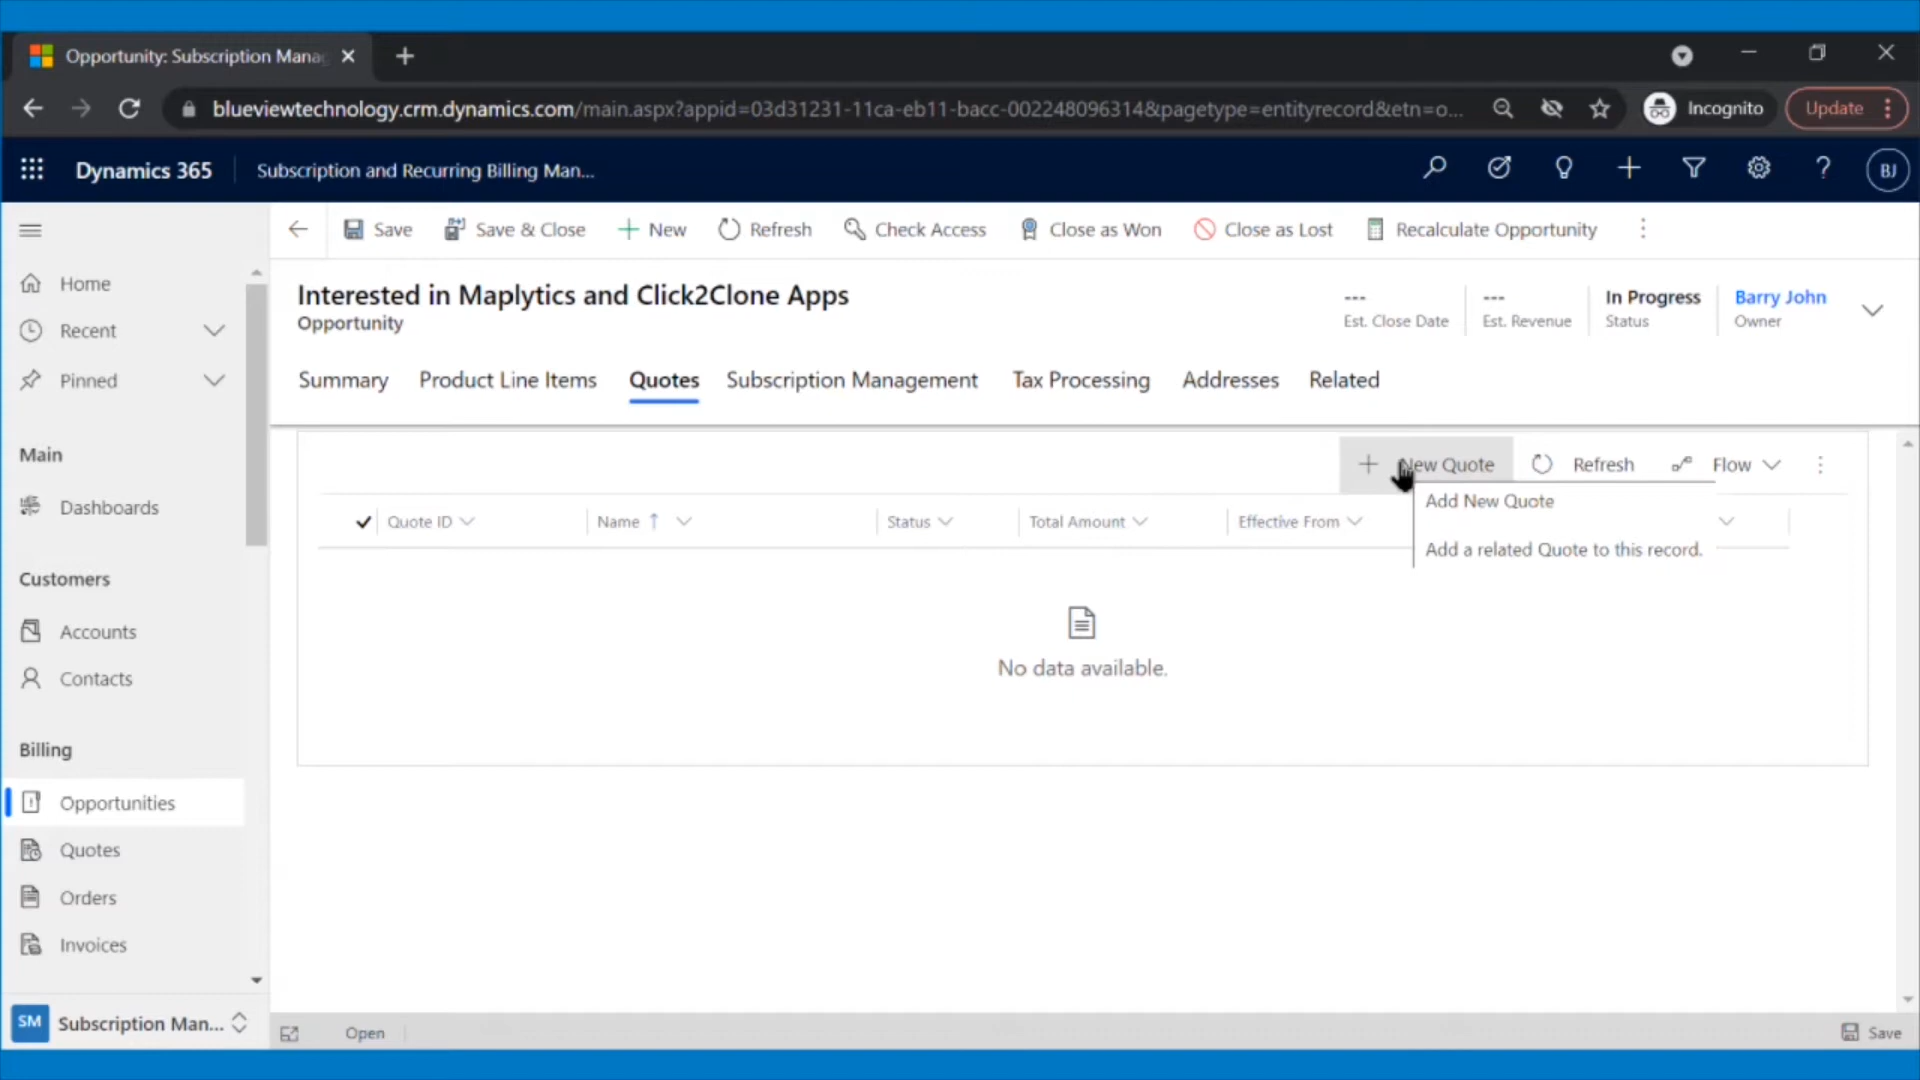 Opportunity: Subscription Mana
blueviewtechnology.crm.dynamics.com/main.aspx?appid=03d31231-11ca-eb11-bacc-002248096314&pagetype=entityrecord&etn=o...
Incognito
Update
Dynamics 365
Subscription and Recurring Billing Man...
BJ
Save
Save & Close
New
Refresh
Check Access
Close as Won
Close as Lost
Recalculate Opportunity
Home
Recent
Pinned
Main
Dashboards
Customers
Accounts
Contacts
Billing
Opportunities
Quotes
Orders
Invoices
SM
Subscription Man...
Interested in Maplytics and Click2Clone Apps
Opportunity
---
Est. Close Date
---
Est. Revenue
In Progress
Status
Barry John
Owner
Summary
Product Line Items
Quotes
Subscription Management
Tax Processing
Addresses
Related
New Quote
Refresh
Flow
Add New Quote
Add a related Quote to this record.
Quote ID
Name
Status
Total Amount
Effective From
No data available.
Open
Save